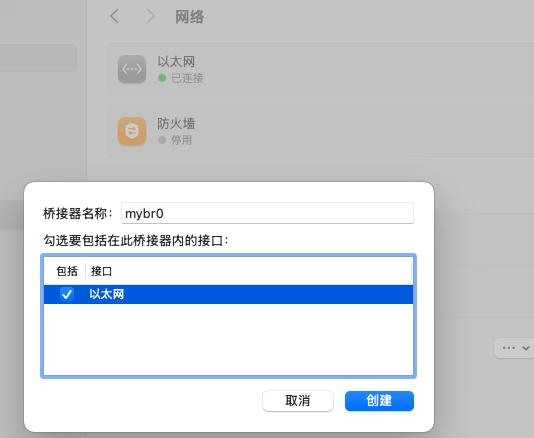 网络
以太网
已连接
防火墙
停用
桥接器名称： mybr0
勾选要包括在此桥接器内的接口：
包括 接口
以太网
取消 创建